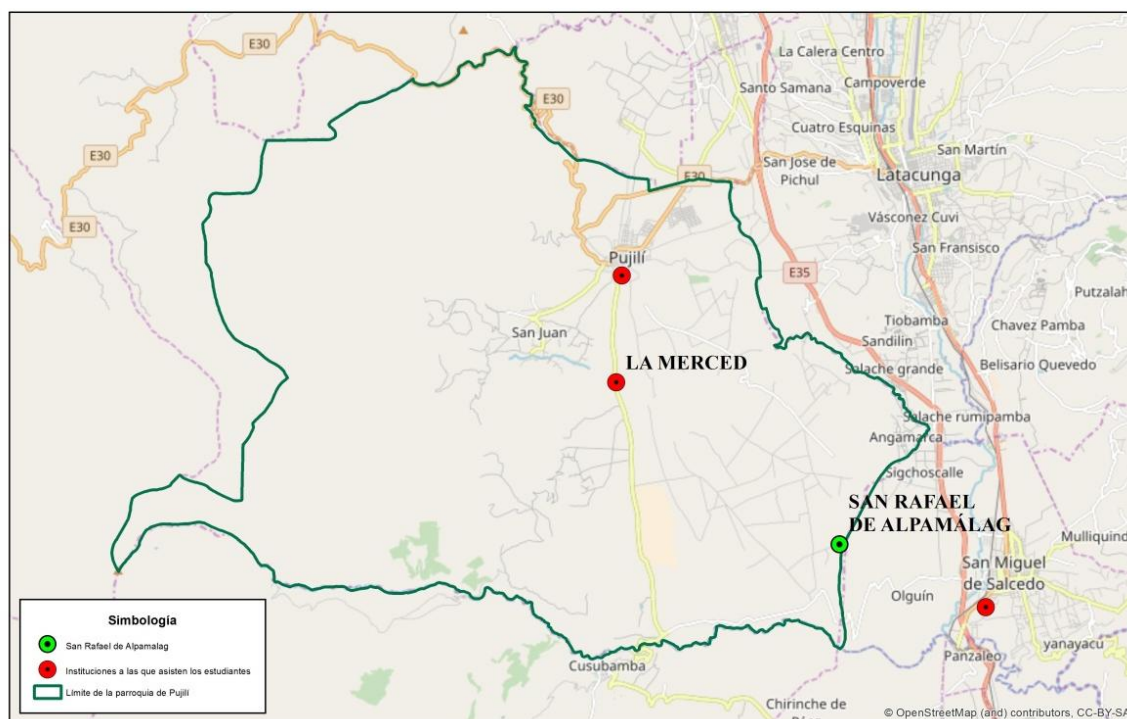 E30
La Calera Centro
Santo Samana
Campoverde
E30
E30
Cuatro Esquinas
San Martín
E30
San Jose de
Pichul
E30
Latacunga
Vásconez Cuvi
E30
San Fransisco
Pujilí
E35
Putzalah
Tiobamba
San Juan
Sandilin
Chavez Pamba
LA MERCED
Salache grande
Belisario Quevedo
Salache rumipamba
Angamarca
Sigchoscalle
SAN RAFAEL
DE ALPAMÁLAG
Mulliquind
San Miguel
de Salcedo
Olguín
yanayacu
Panzaleo
Cusubamba
Chirinche de
Simbología
San Rafael de Alpamalag
Instituciones a las que asisten los estudiantes
Límite de la parroquia de Pujilí
© OpenStreetMap (and) contributors, CC-BY-SA